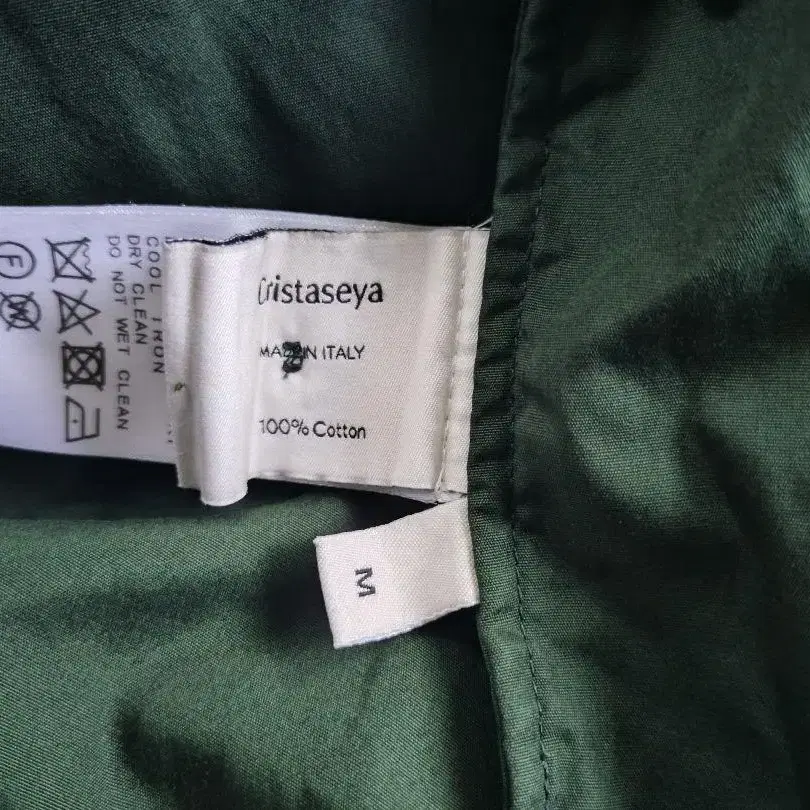 Cristaseya
MADE IN ITALY
100% Cotton
M
COOL IRON
DRY CLEAN
DO NOT WET CLEAN
F
W